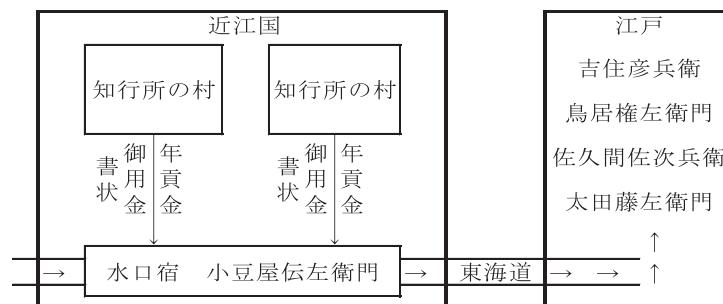 近江国
知行所の村
年貢金
御用金
書状
知行所の村
年貢金
御用金
書状
水口宿 小豆屋伝左衛門
東海道
江戸
吉住彦兵衛
鳥居権左衛門
佐久間佐次兵衛
太田藤左衛門